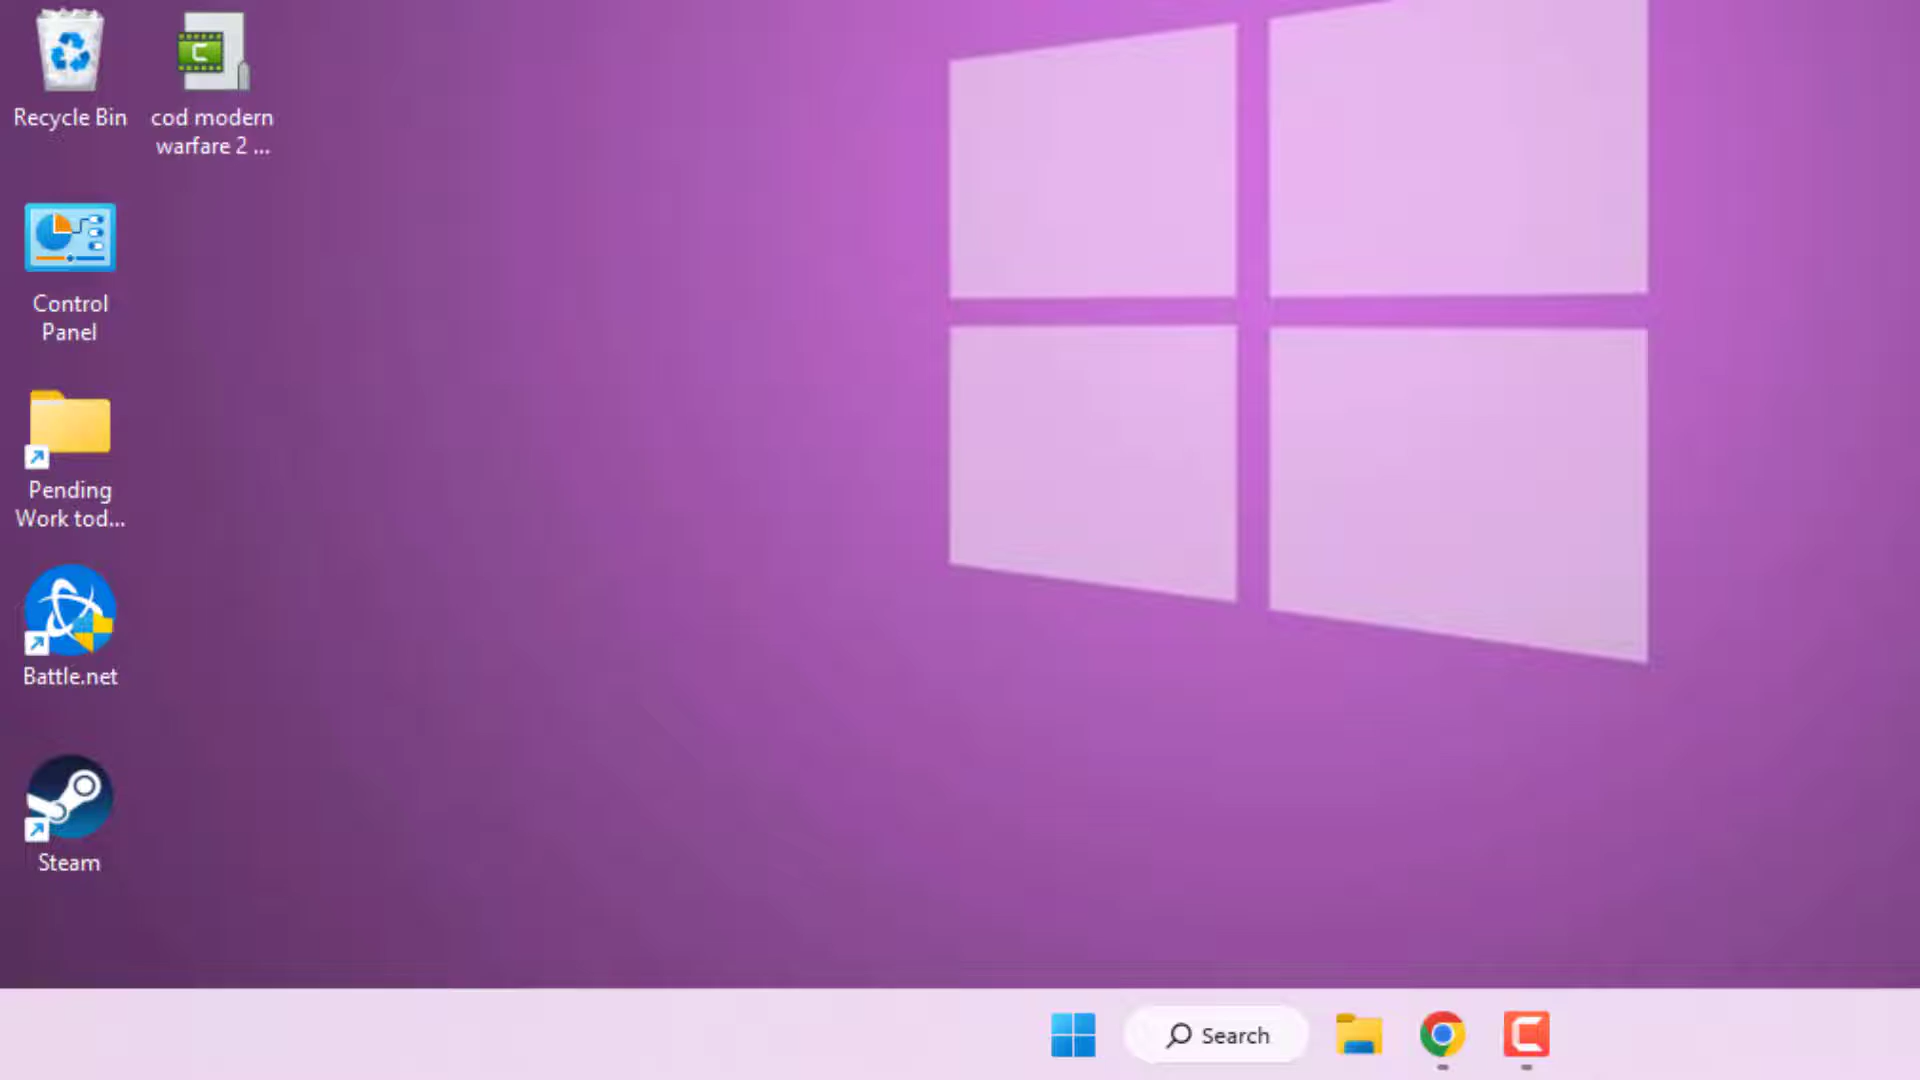 Recycle Bin
cod modern
warfare 2 ...
Control
Panel
Pending
Work tod...
Battle.net
Steam
Search